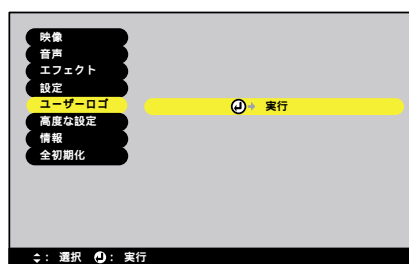 映像
音声
エフェクト
設定
ユーザーロゴ
実行
高度な設定
情報
全初期化
: 選択 : 実行